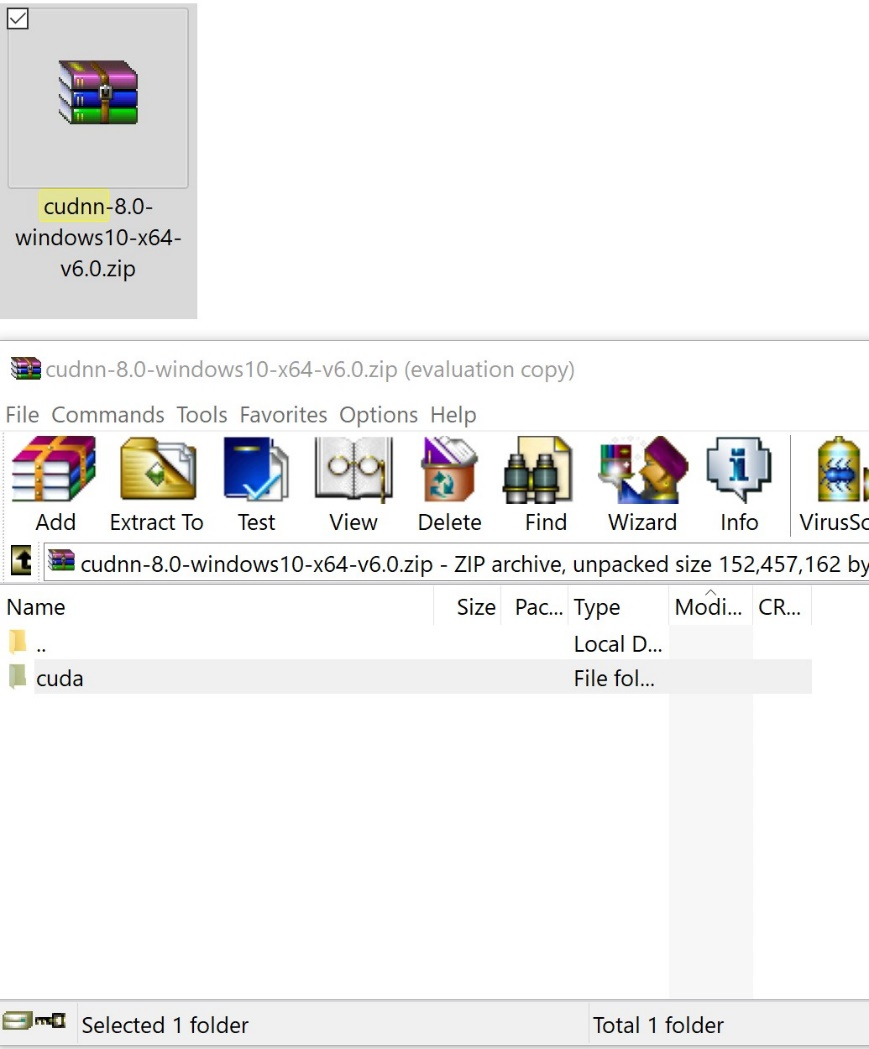 cudnn-8.0-
windows10-x64-
v6.0.zip
cudnn-8.0-windows10-x64-v6.0.zip (evaluation copy)
File Commands Tools Favorites Options Help
Add Extract To Test View Delete Find Wizard Info VirusSc
cudnn-8.0-windows10-x64-v6.0.zip - ZIP archive, unpacked size 152,457,162 by
Name Size Pac... Type Modi... CR...
.. Local D...
cuda File fol...
Selected 1 folder Total 1 folder